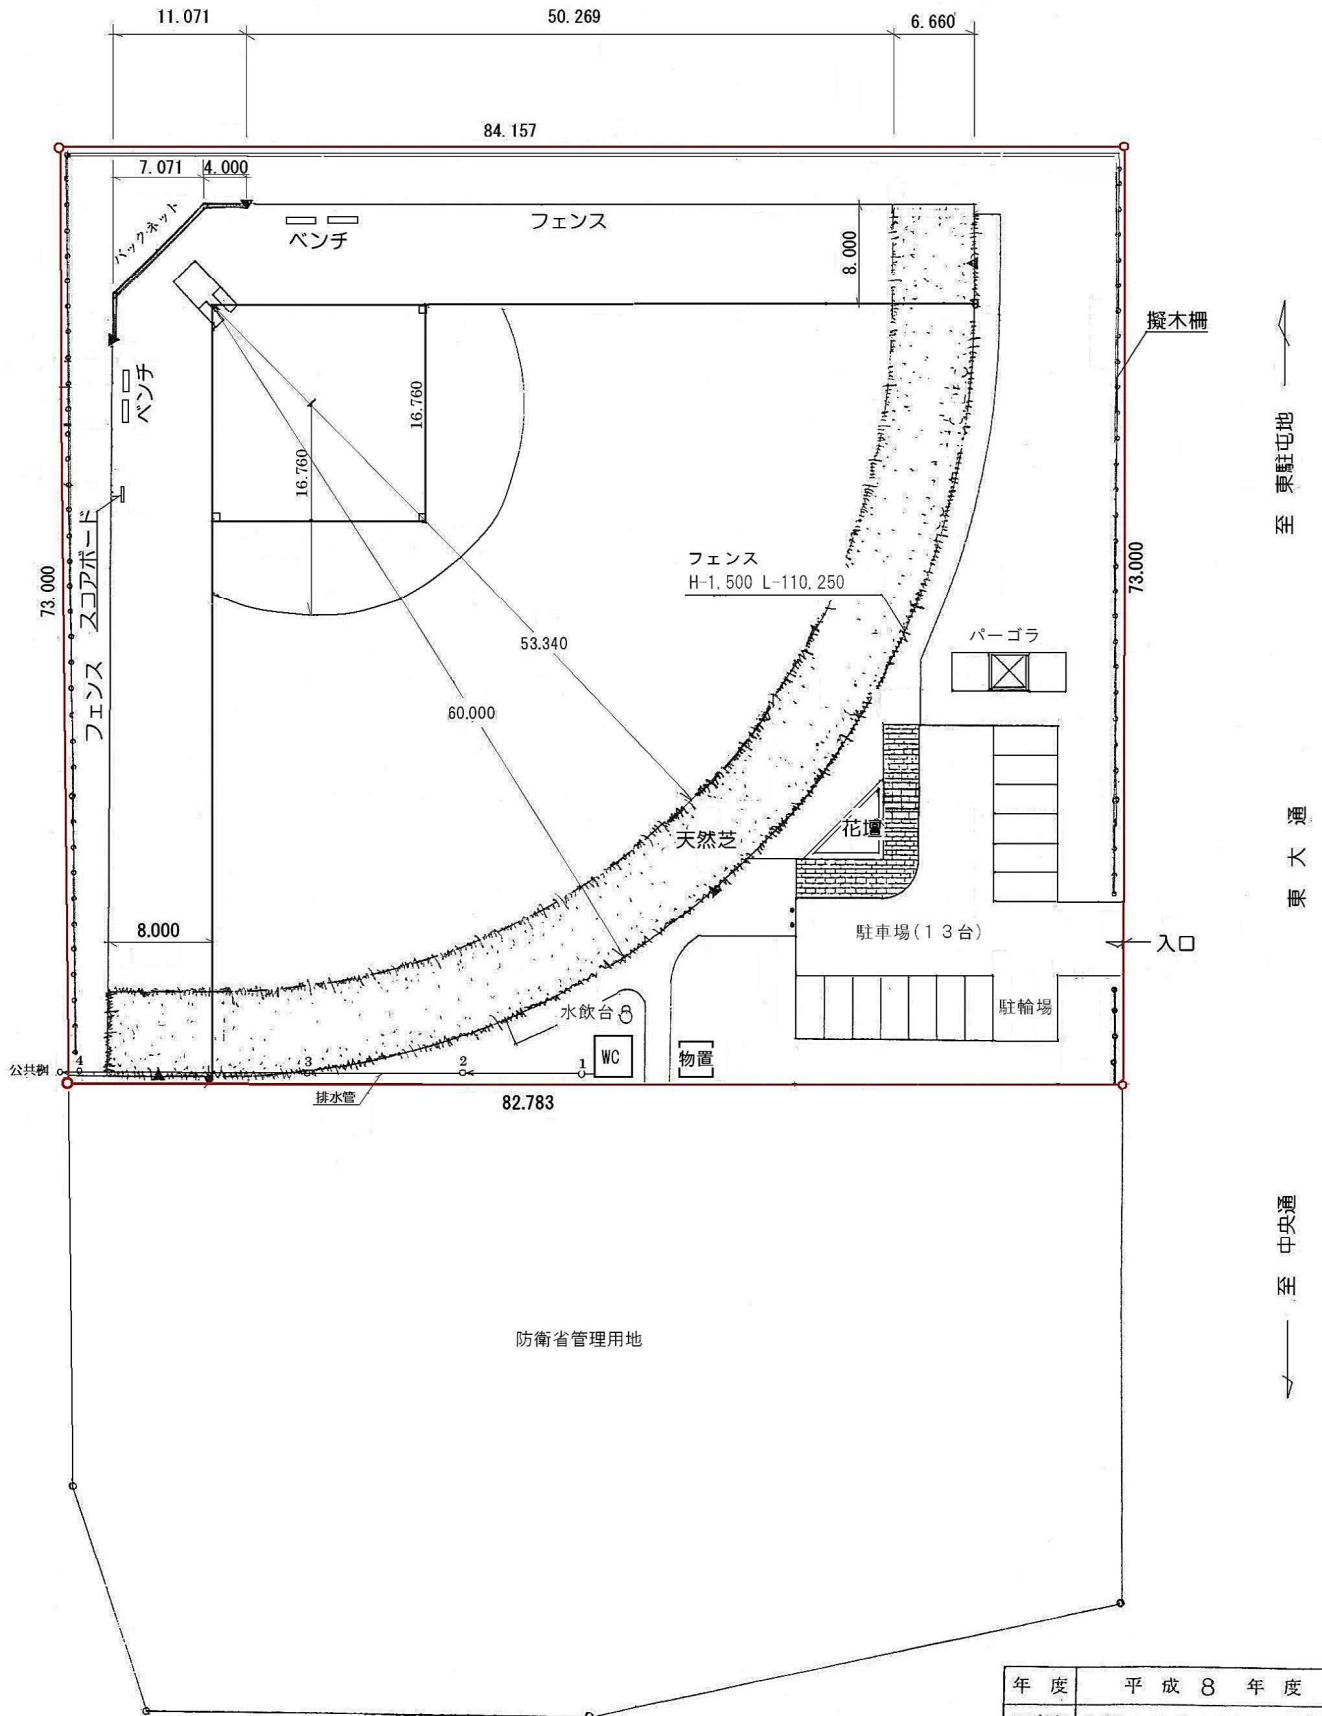 11.071
50.269
6.660
84.157
7.071
4.000
バックネット
ベンチ
フェンス
8.000
擬木柵
ベンチ
16.760
16.760
至 東駐屯地
スコアボード
フェンス
H-1,500 L-110,250
73.000
73.000
53.340
パーゴラ
フェンス
60.000
天然芝
花壇
東大通
8.000
駐車場(13台)
入口
水飲台
駐輪場
WC
物置
公共桝
4
3
2
1
排水管
82.783
至 中央通
防衛省管理用地
年 度 平 成 8 年 度